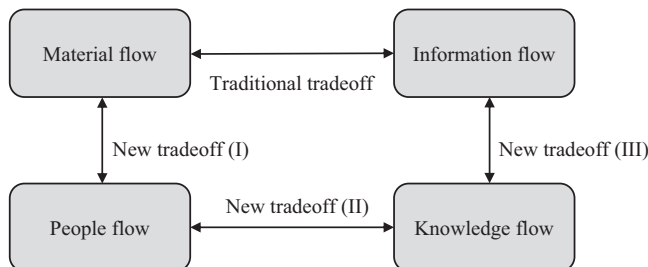 Material flow
Information flow
Traditional tradeoff
New tradeoff (I)
New tradeoff (III)
New tradeoff (II)
People flow
Knowledge flow